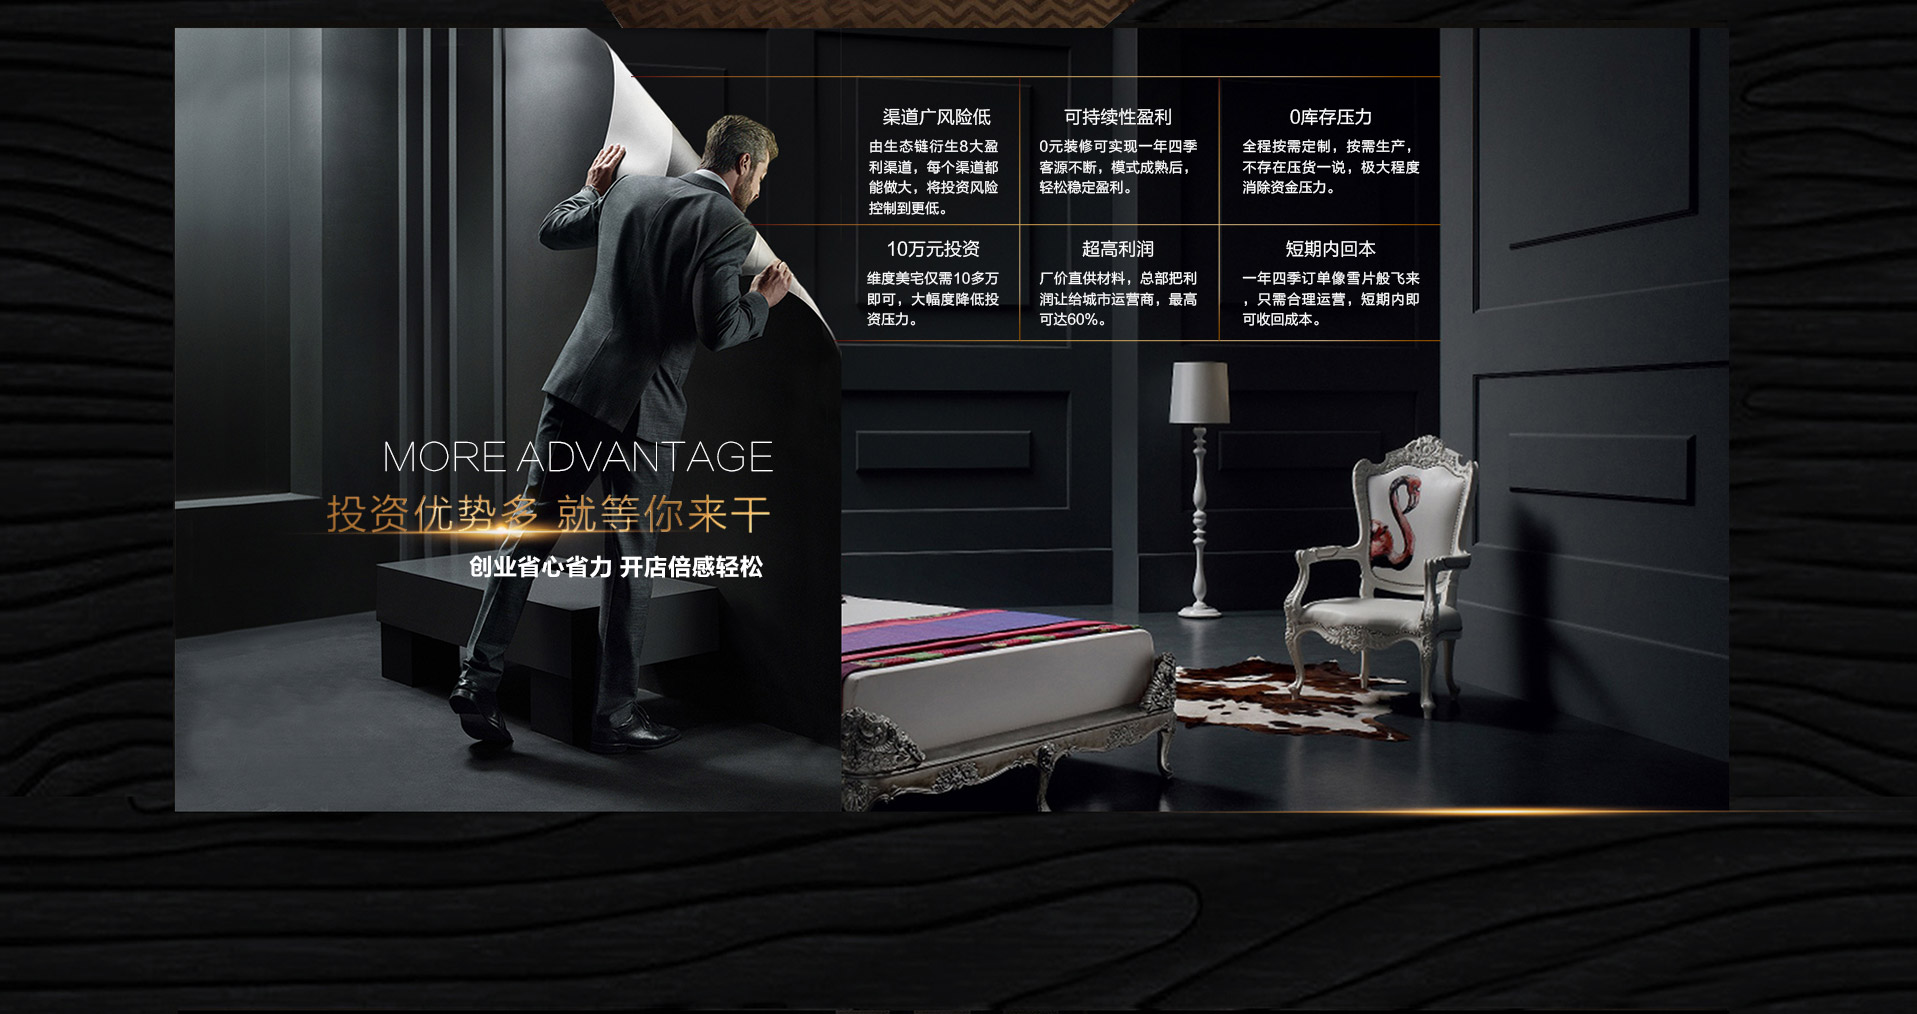 渠道广风险低
由生态链衍生8大盈
利渠道，每个渠道都
能做大，将投资风险
控制到更低。
可持续性盈利
0元装修可实现一年四季
客源不断，模式成熟后，
轻松稳定盈利。
0库存压力
全程按需定制，按需生产，
不存在压货一说，极大程度
消除资金压力。
10万元投资
维度美宅仅需10多万
即可，大幅度降低投
资压力。
超高利润
厂价直供材料，总部把利
润让给城市运营商，最高
可达60%。
短期内回本
一年四季订单像雪片般飞来
，只需合理运营，短期内即
可收回成本。
MORE ADVANTAGE
投资优势多 就等你来干
创业省心省力 开店倍感轻松